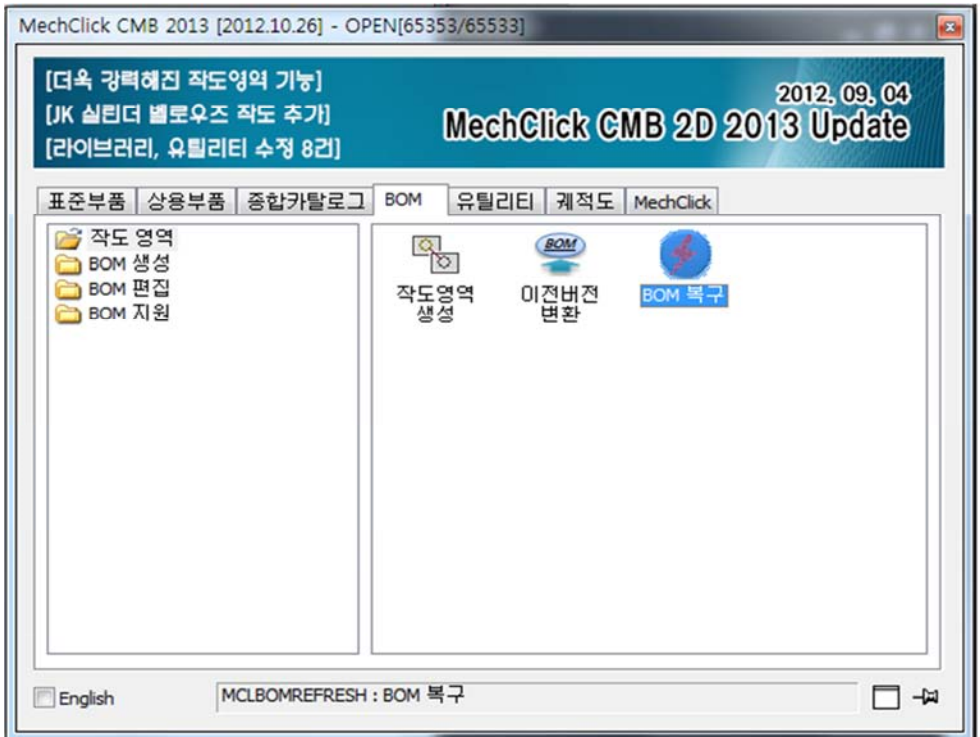 MechClick CMB 2013 [2012.10.26] - OPEN[65353/65533]
[더욱 강력해진 작도영역 기능]
[JK 실린더 벨로우즈 작도 추가]
[라이브러리, 유틸리티 수정 8건]
2012. 09. 04
MechClick CMB 2D 2013 Update
표준부품 상용부품 종합카탈로그 BOM 유틸리티 궤적도 MechClick
작도 영역
BOM 생성
BOM 편집
BOM 지원
BOM
작도영역 생성
이전버전 변환
BOM 복구
English
MCLBOMREFRESH : BOM 복구